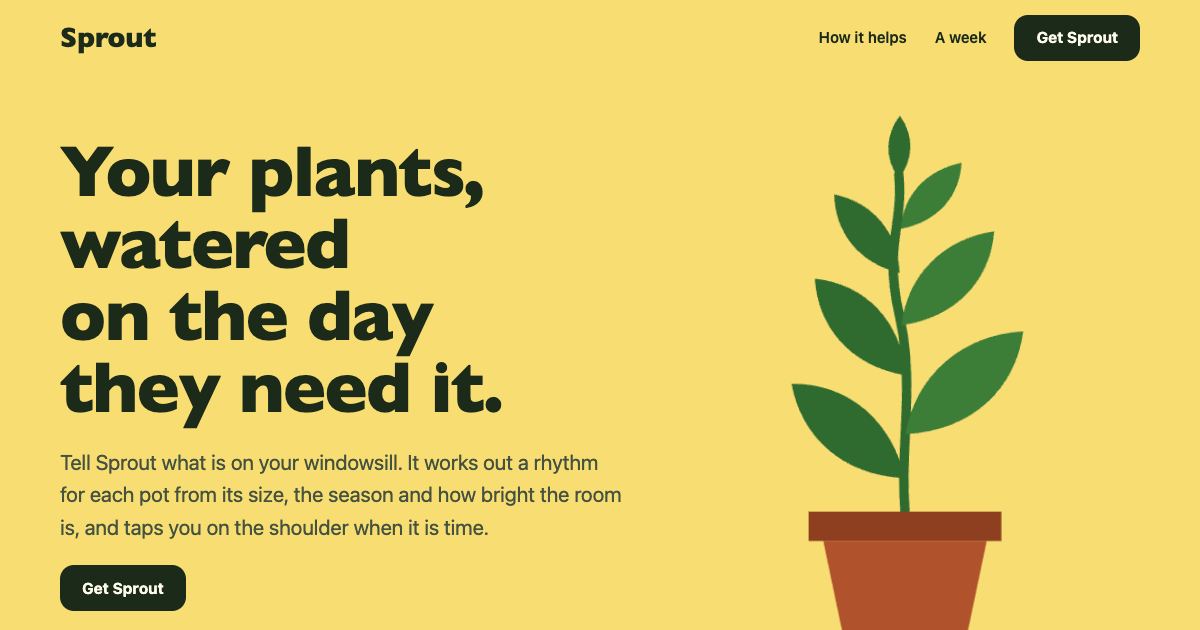 Sprout
How it helps
A week
Get Sprout
Your plants,
watered
on the day
they need it.
Tell Sprout what is on your windowsill. It works out a rhythm
for each pot from its size, the season and how bright the room
is, and taps you on the shoulder when it is time.
Get Sprout